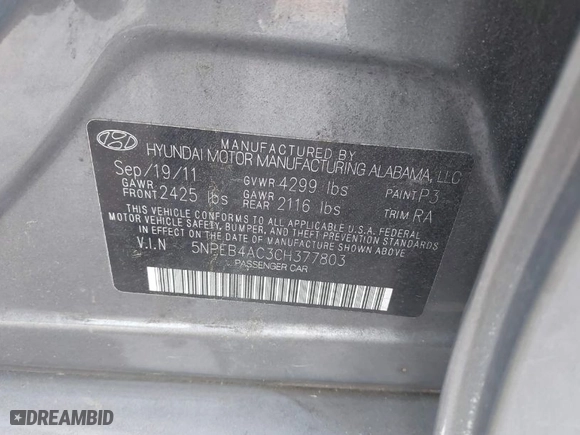 MANUFACTURED BY
HYUNDAI MOTOR MANUFACTURING ALABAMA, LLC
Sep/19/11 GVWR 4299 lbs PAINT P3
GAWR FRONT 2425 lbs GAWR REAR 2116 lbs TRIM RA
THIS VEHICLE CONFORMS TO ALL APPLICABLE U.S.A FEDERAL
MOTOR VEHICLE SAFETY, BUMPER, AND THEFT PREVENTION STANDARDS
IN EFFECT ON THE DATE OF MANUFACTURE SHOWN ABOVE
V.I.N 5NPEB4AC3CH377803
PASSENGER CAR
DREAMBID